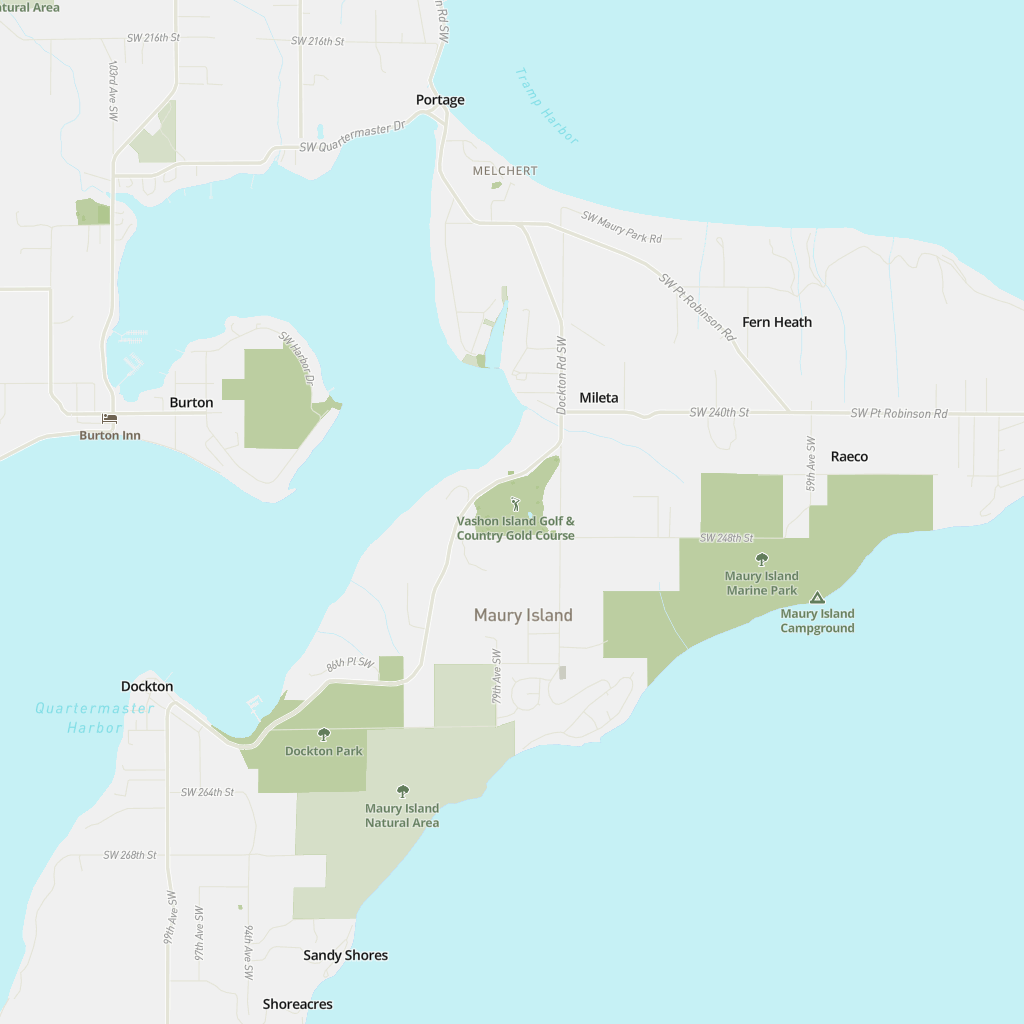 n Rd SW
atural Area
SW 216th St
SW 216th St
103rd Ave SW
Tramp Harbor
Portage
SW Quartermaster Dr
MELCHERT
SW Maury Park Rd
SW Pt Robinson Rd
Fern Heath
SW Harbor Dr
Dockton Rd SW
Burton
Mileta
SW 240th St
SW Pt Robinson Rd
Burton Inn
59th Ave SW
Raeco
Vashon Island Golf &
Country Gold Course
SW 248th St
Maury Island
Marine Park
Maury Island
Campground
Maury Island
86th Pl SW
79th Ave SW
Dockton
Quartermaster
Harbor
Dockton Park
SW 264th St
Maury Island
Natural Area
SW 268th St
99th Ave SW
97th Ave SW
94th Ave SW
Sandy Shores
Shoreacres